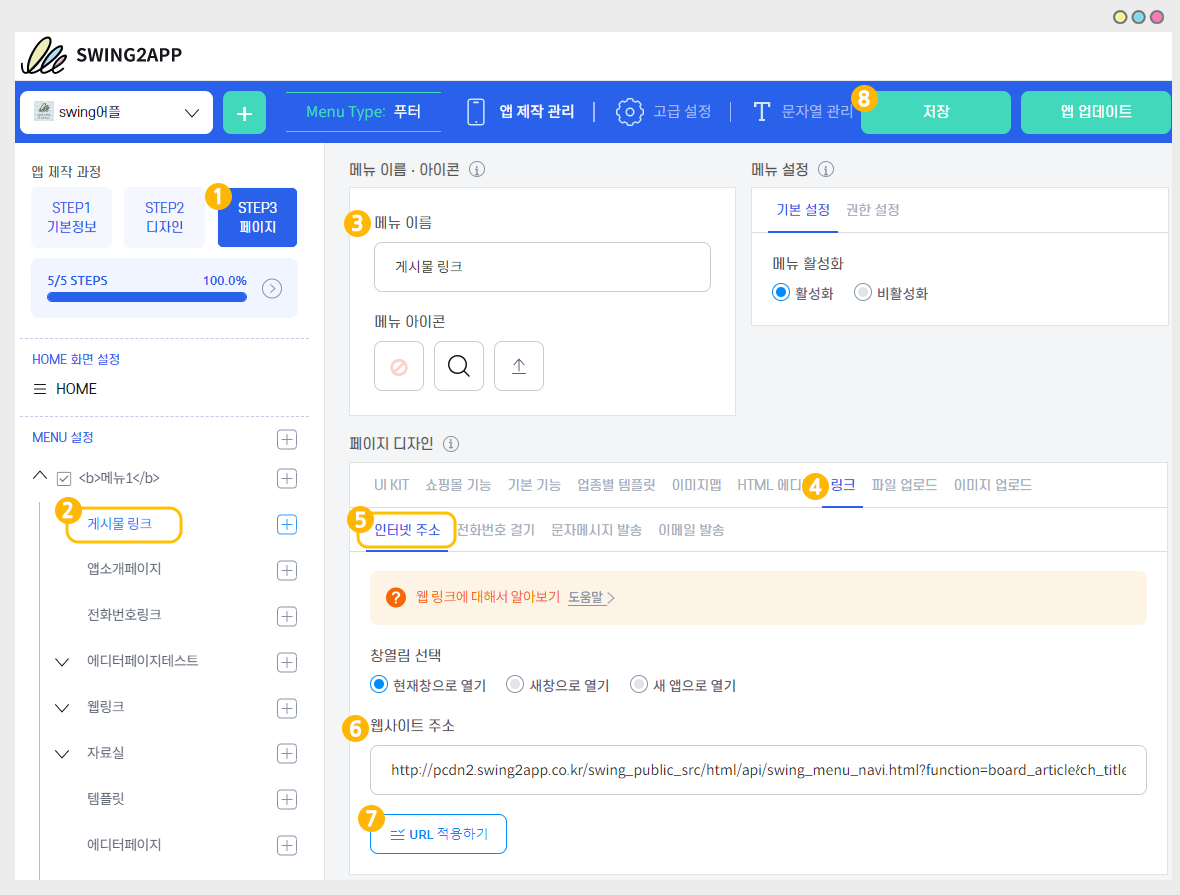 SWING2APP
swing어플
+
Menu Type: 푸터
앱 제작 관리
고급 설정
문자열 관리
8
저장
앱 업데이트
앱 제작 과정
STEP1
기본정보
STEP2
디자인
1
STEP3
페이지
5/5 STEPS 100.0%
HOME 화면 설정
HOME
MENU 설정
<b>메뉴1</b>
2
게시물 링크
앱소개페이지
전화번호링크
에디터페이지테스트
웹링크
자료실
템플릿
에디터페이지
메뉴 이름 · 아이콘
3 메뉴 이름
게시물 링크
메뉴 아이콘
메뉴 설정
기본 설정 권한 설정
메뉴 활성화
활성화 비활성화
페이지 디자인
UI KIT 쇼핑몰 기능 기본 기능 업종별 템플릿 이미지맵 HTML 에디 4 링크 파일 업로드 이미지 업로드
5 인터넷 주소 전화번호 걸기 문자메시지 발송 이메일 발송
? 웹 링크에 대해서 알아보기 도움말 >
창열림 선택
현재창으로 열기 새창으로 열기 새 앱으로 열기
6 웹사이트 주소
http://pcdn2.swing2app.co.kr/swing_public_src/html/api/swing_menu_navi.html?function=board_article&ch_title
7
URL 적용하기